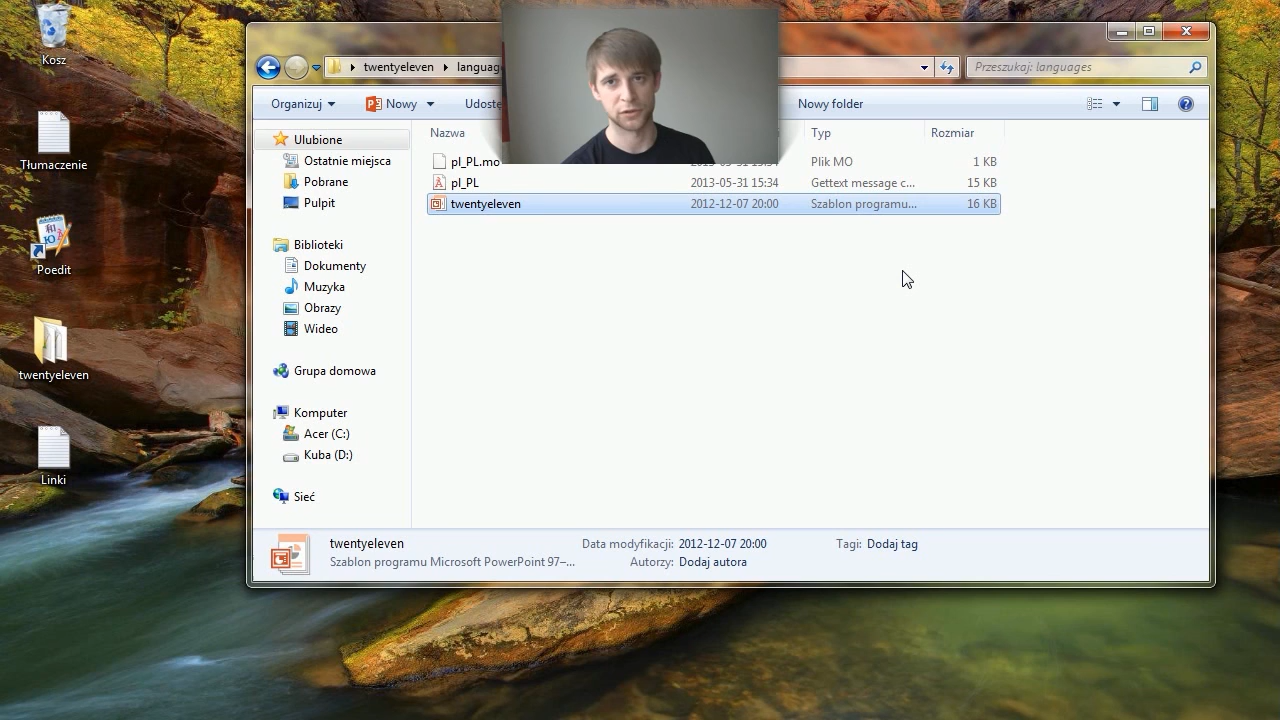 Kosz
Tłumaczenie
Poedit
twentyeleven
Linki
twentyeleven languag
Przeszukaj: languages
Organizuj Nowy Udostę Nowy folder
Nazwa Typ Rozmiar
pl_PL.mo Plik MO 1 KB
pl_PL 2013-05-31 15:34 Gettext message c... 15 KB
twentyeleven 2012-12-07 20:00 Szablon programu... 16 KB
Ulubione
Ostatnie miejsca
Pobrane
Pulpit
Biblioteki
Dokumenty
Muzyka
Obrazy
Wideo
Grupa domowa
Komputer
Acer (C:)
Kuba (D:)
Sieć
twentyeleven Data modyfikacji: 2012-12-07 20:00 Tagi: Dodaj tag
Szablon programu Microsoft PowerPoint 97–... Autorzy: Dodaj autora